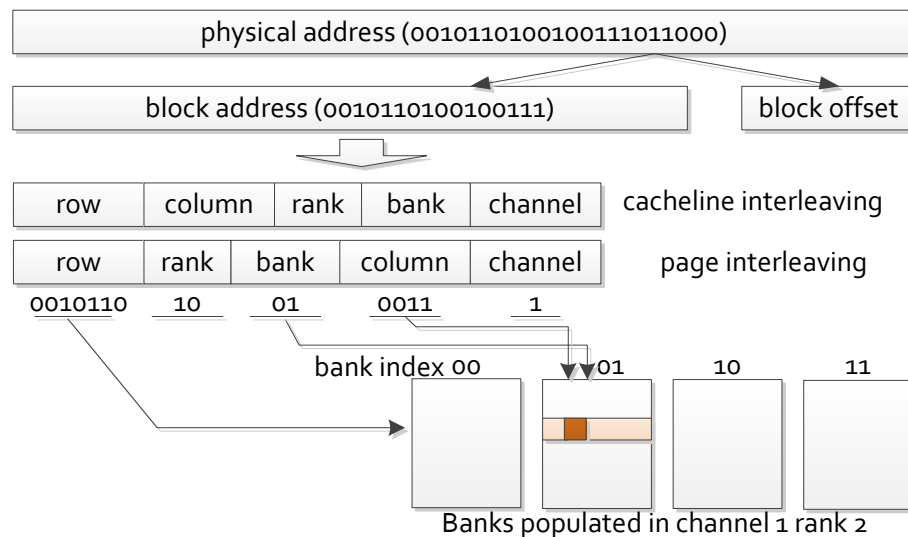 physical address (0010110100100111011000)
block address (0010110100100111) block offset
row column rank bank channel cacheline interleaving
row rank bank column channel page interleaving
0010110 10 01 0011 1
bank index 00 01 10 11
Banks populated in channel 1 rank 2